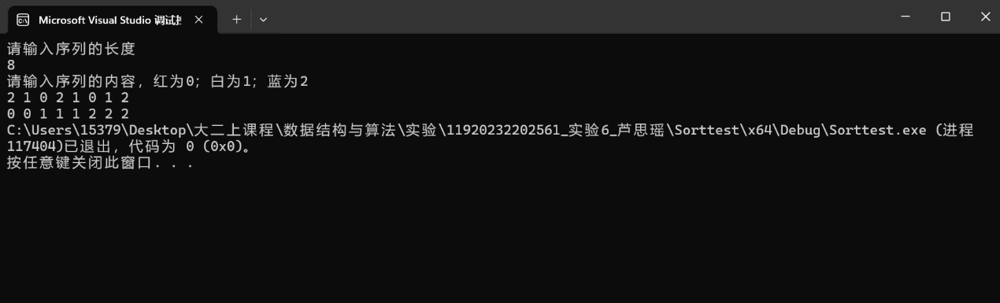 Microsoft Visual Studio 调试
请输入序列的长度
8
请输入序列的内容，红为0；白为1；蓝为2
2 1 0 2 1 0 1 2
0 0 1 1 1 2 2 2
C:\Users\15379\Desktop\大二上课程\数据结构与算法\实验\11920232202561_实验6_芦思瑶\Sorttest\x64\Debug\Sorttest.exe (进程
117404)已退出，代码为 0 (0x0)。
按任意键关闭此窗口. . .